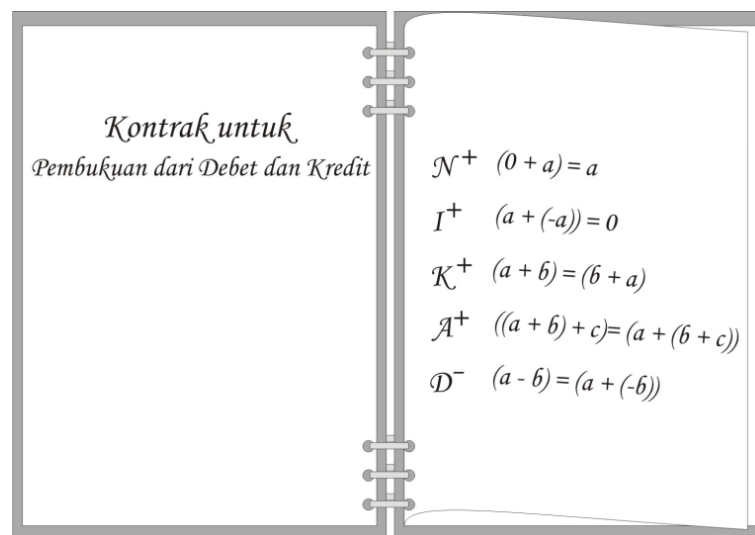 Kontrak untuk
Pembukuan dari Debet dan Kredit
N⁺ (0 + a) = a
I⁺ (a + (-a)) = 0
K⁺ (a + b) = (b + a)
A⁺ ((a + b) + c)= (a + (b + c))
D⁻ (a - b) = (a + (-b))